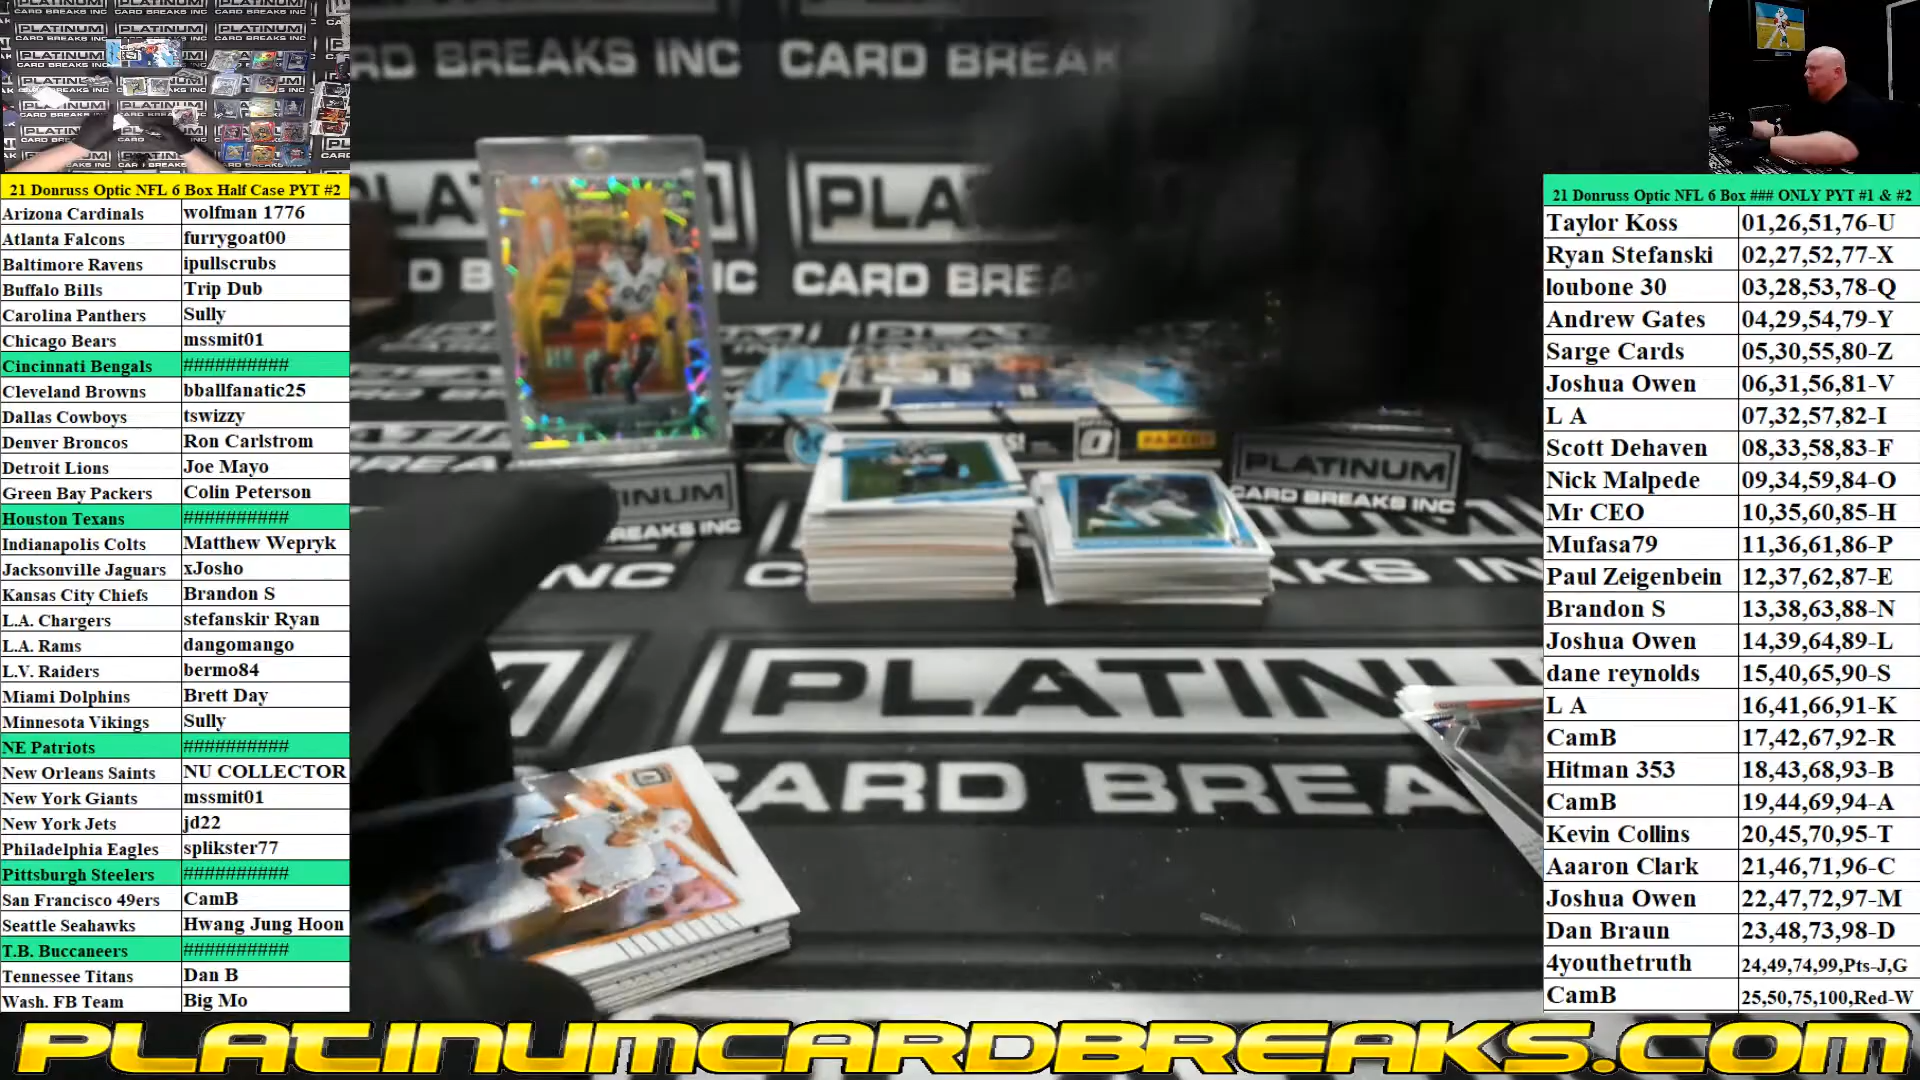 21 Donruss Optic NFL 6 Box Half Case PYT #2
Arizona Cardinals wolfman 1776
Atlanta Falcons furrygoat00
Baltimore Ravens ipullscrubs
Buffalo Bills Trip Dub
Carolina Panthers Sully
Chicago Bears mssmit01
Cincinnati Bengals ##########
Cleveland Browns bballfanatic25
Dallas Cowboys tswizzy
Denver Broncos Ron Carlstrom
Detroit Lions Joe Mayo
Green Bay Packers Colin Peterson
Houston Texans ##########
Indianapolis Colts Matthew Wepryk
Jacksonville Jaguars xJosho
Kansas City Chiefs Brandon S
L.A. Chargers stefanskir Ryan
L.A. Rams dangomango
L.V. Raiders bermo84
Miami Dolphins Brett Day
Minnesota Vikings Sully
NE Patriots ##########
New Orleans Saints NU COLLECTOR
New York Giants mssmit01
New York Jets jd22
Philadelphia Eagles splikster77
Pittsburgh Steelers ##########
San Francisco 49ers CamB
Seattle Seahawks Hwang Jung Hoon
T.B. Buccaneers ##########
Tennessee Titans Dan B
Wash. FB Team Big Mo
CARD BREAKS INC CARD BREAK
PLA
CARD BREA
PANINI
PLATINUM
CARD BREAKS INC
PLATINU
CARD BREA
21 Donruss Optic NFL 6 Box ### ONLY PYT #1 & #2
Taylor Koss 01,26,51,76-U
Ryan Stefanski 02,27,52,77-X
loubone 30 03,28,53,78-Q
Andrew Gates 04,29,54,79-Y
Sarge Cards 05,30,55,80-Z
Joshua Owen 06,31,56,81-V
L A 07,32,57,82-I
Scott Dehaven 08,33,58,83-F
Nick Malpede 09,34,59,84-O
Mr CEO 10,35,60,85-H
Mufasa79 11,36,61,86-P
Paul Zeigenbein 12,37,62,87-E
Brandon S 13,38,63,88-N
Joshua Owen 14,39,64,89-L
dane reynolds 15,40,65,90-S
L A 16,41,66,91-K
CamB 17,42,67,92-R
Hitman 353 18,43,68,93-B
CamB 19,44,69,94-A
Kevin Collins 20,45,70,95-T
Aaaron Clark 21,46,71,96-C
Joshua Owen 22,47,72,97-M
Dan Braun 23,48,73,98-D
4youthetruth 24,49,74,99,Pts-J,G
CamB 25,50,75,100,Red-W
PLATINUMCARDBREAKS.COM